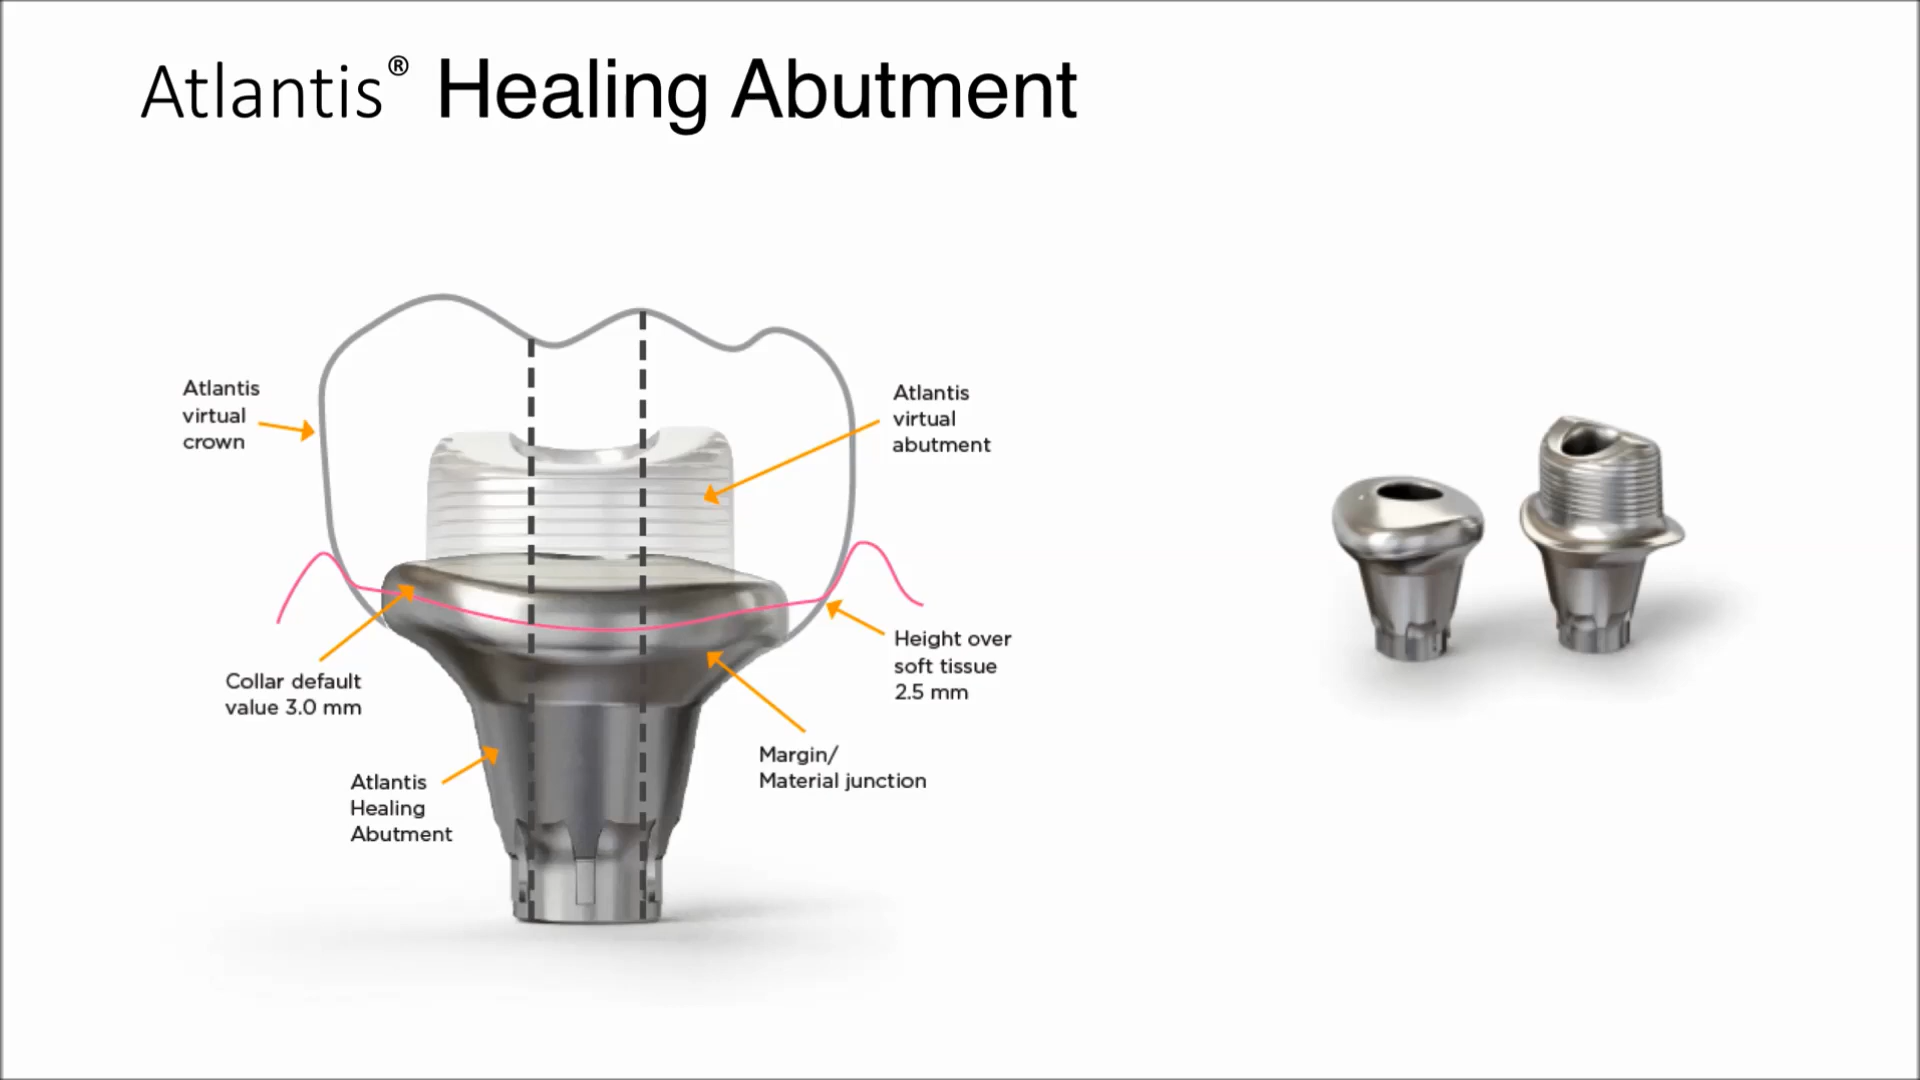 Atlantis® Healing Abutment
Atlantis
virtual
crown
Atlantis
virtual
abutment
Collar default
value 3.0 mm
Height over
soft tissue
2.5 mm
Atlantis
Healing
Abutment
Margin/
Material junction